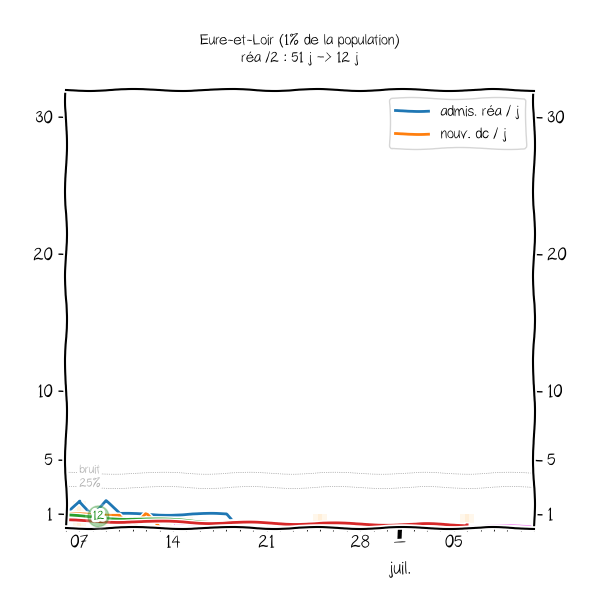 Eure-et-Loir (1% de la population)
réa /2 : 51 j -> 12 j
admis. réa / j
nouv. dc / j
30 30
20 20
10 10
5 5
bruit
25%
1 12 1
07 14 21 28 1 05
juil.